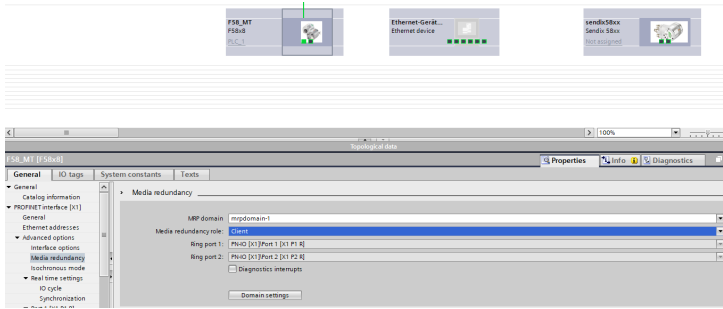 F58_MT
F58x8
PLC_1
Ethernet-Gerät...
Ethernet device
sendix58xx
Sendix 58xx
Not assigned
100%
Topological data
F58_MT [F58x8]
Properties
Info
Diagnostics
General
IO tags
System constants
Texts
General
Catalog information
PROFINET interface [X1]
General
Ethernet addresses
Advanced options
Interface options
Media redundancy
Isochronous mode
Real time settings
IO cycle
Synchronization
Port 1 [X1 P1 R]
Media redundancy
MRP domain
mrpdomain-1
Media redundancy role:
Client
Ring port 1:
PN-IO [X1]\Port 1 [X1 P1 R]
Ring port 2:
PN-IO [X1]\Port 2 [X1 P2 R]
Diagnostics interrupts
Domain settings